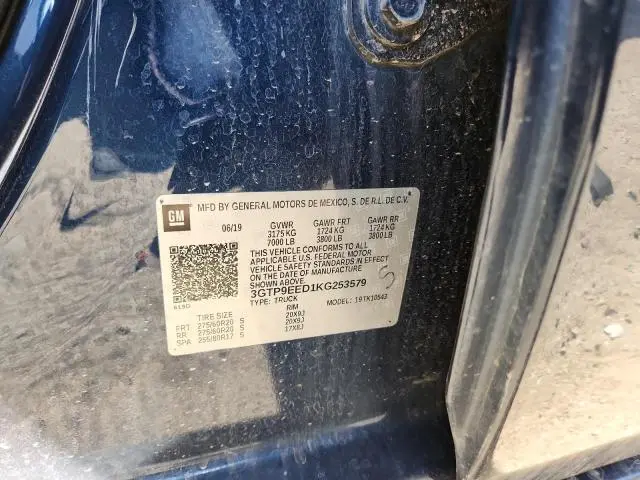 GM
MFD BY GENERAL MOTORS DE MEXICO, S. DE R.L. DE C.V.
06/19 GVWR GAWR FRT GAWR RR
3175 KG 1724 KG 1724 KG
7000 LB 3800 LB 3800 LB
THIS VEHICLE CONFORMS TO ALL
APPLICABLE U.S. FEDERAL MOTOR
VEHICLE SAFETY STANDARDS IN EFFECT
ON THE DATE OF MANUFACTURE
SHOWN ABOVE.
3GTP9EED1KG253579
TYPE: TRUCK MODEL: 19TK10543
TIRE SIZE RIM
FRT 275/60R20 S 20X9J
RR 275/60R20 S 20X9J
SPA 255/80R17 S 17X8J